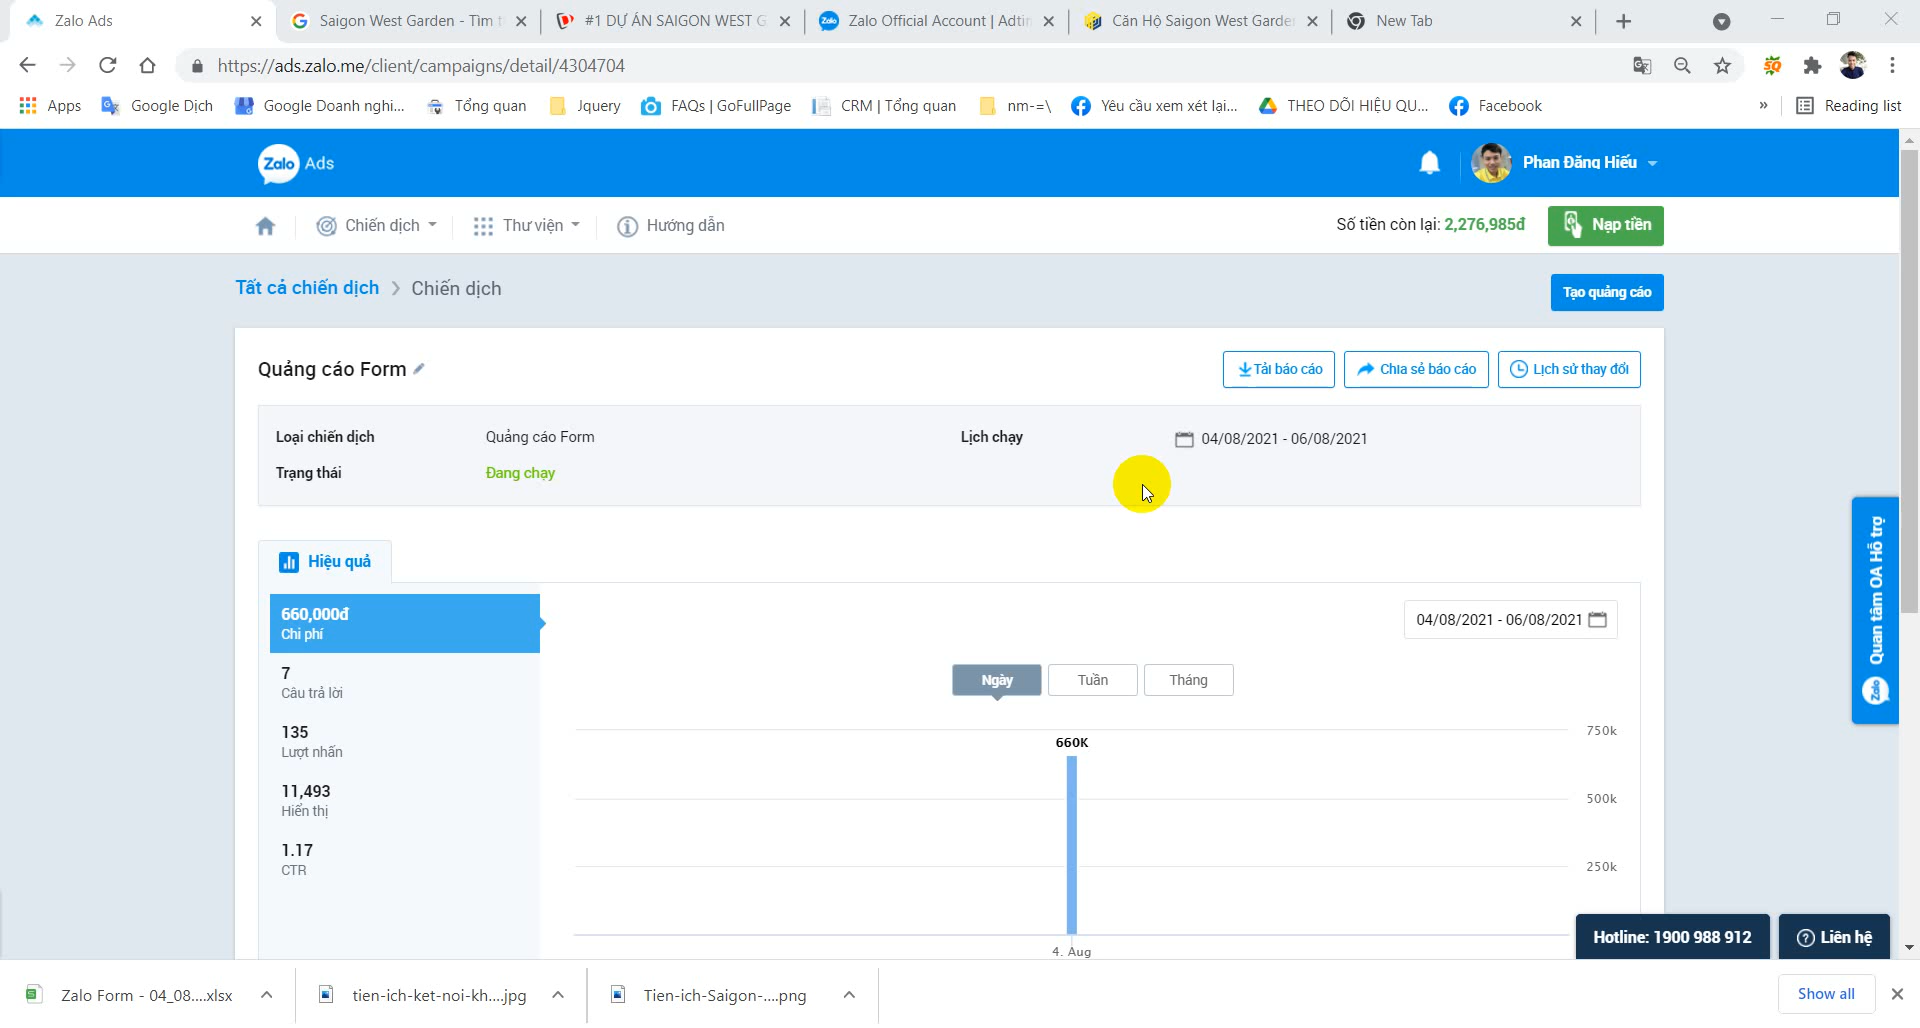 Zalo Ads
Saigon West Garden - Tìm t
#1 DỰ ÁN SAIGON WEST G
Zalo Official Account | Adtin
Căn Hộ Saigon West Garden
New Tab
https://ads.zalo.me/client/campaigns/detail/4304704
Apps
Google Dịch
Google Doanh nghi...
Tổng quan
Jquery
FAQs | GoFullPage
CRM | Tổng quan
nm-=\
Yêu cầu xem xét lại...
THEO DÕI HIỆU QU...
Facebook
»
Reading list
Zalo Ads
Phan Đăng Hiếu
Chiến dịch
Thư viện
Hướng dẫn
Số tiền còn lại: 2,276,985đ
Nạp tiền
Tất cả chiến dịch > Chiến dịch
Tạo quảng cáo
Quảng cáo Form
Tải báo cáo
Chia sẻ báo cáo
Lịch sử thay đổi
Loại chiến dịch
Quảng cáo Form
Lịch chạy
04/08/2021 - 06/08/2021
Trạng thái
Đang chạy
Hiệu quả
660,000đ
Chi phí
7
Câu trả lời
135
Lượt nhấn
11,493
Hiển thị
1.17
CTR
04/08/2021 - 06/08/2021
Ngày
Tuần
Tháng
750k
660K
500k
250k
4. Aug
Zalo Quan tâm OA Hỗ trợ
Hotline: 1900 988 912
Liên hệ
Zalo Form - 04_08....xlsx
tien-ich-ket-noi-kh....jpg
Tien-ich-Saigon-....png
Show all